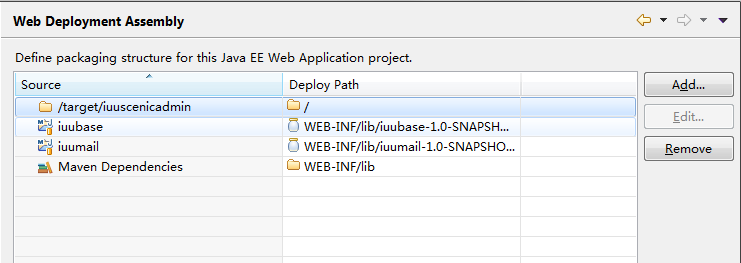 Web Deployment Assembly
Define packaging structure for this Java EE Web Application project.
Source Deploy Path
/target/iuuscenicadmin /
iuubase WEB-INF/lib/iuubase-1.0-SNAPSH...
iuumail WEB-INF/lib/iuumail-1.0-SNAPSHO...
Maven Dependencies WEB-INF/lib
Add...
Edit...
Remove